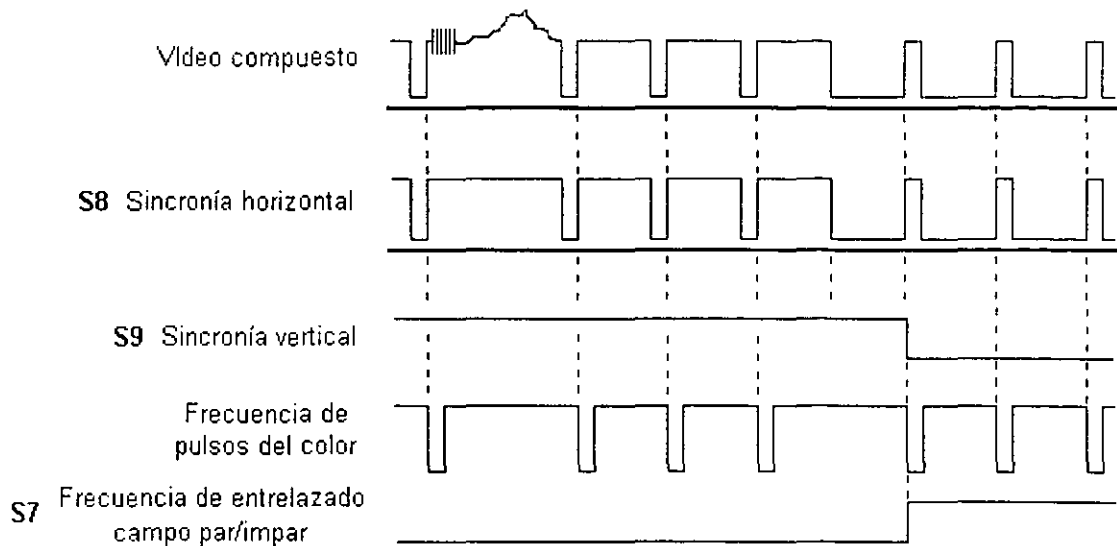 VIdeo compuesto
S8 Sincronía horizontal
S9 Sincronía vertical
Frecuencia de
pulsos del color
S7 Frecuencia de entrelazado
campo par/impar